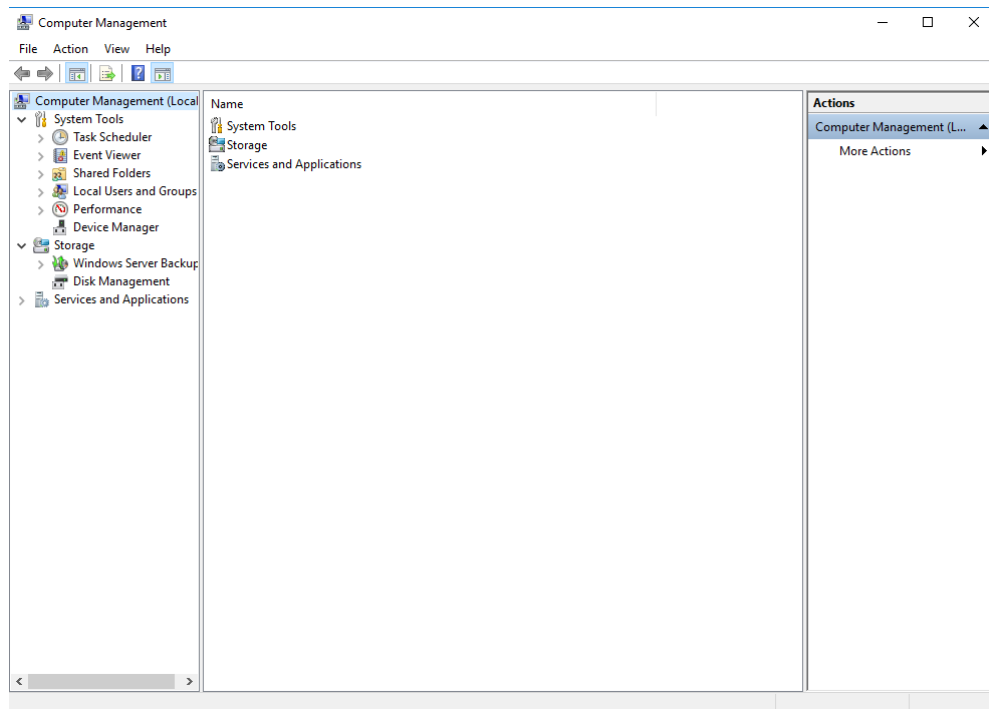 Computer Management
File Action View Help
Computer Management (Local
System Tools
Task Scheduler
Event Viewer
Shared Folders
Local Users and Groups
Performance
Device Manager
Storage
Windows Server Backup
Disk Management
Services and Applications
Name
System Tools
Storage
Services and Applications
Actions
Computer Management (L...
More Actions